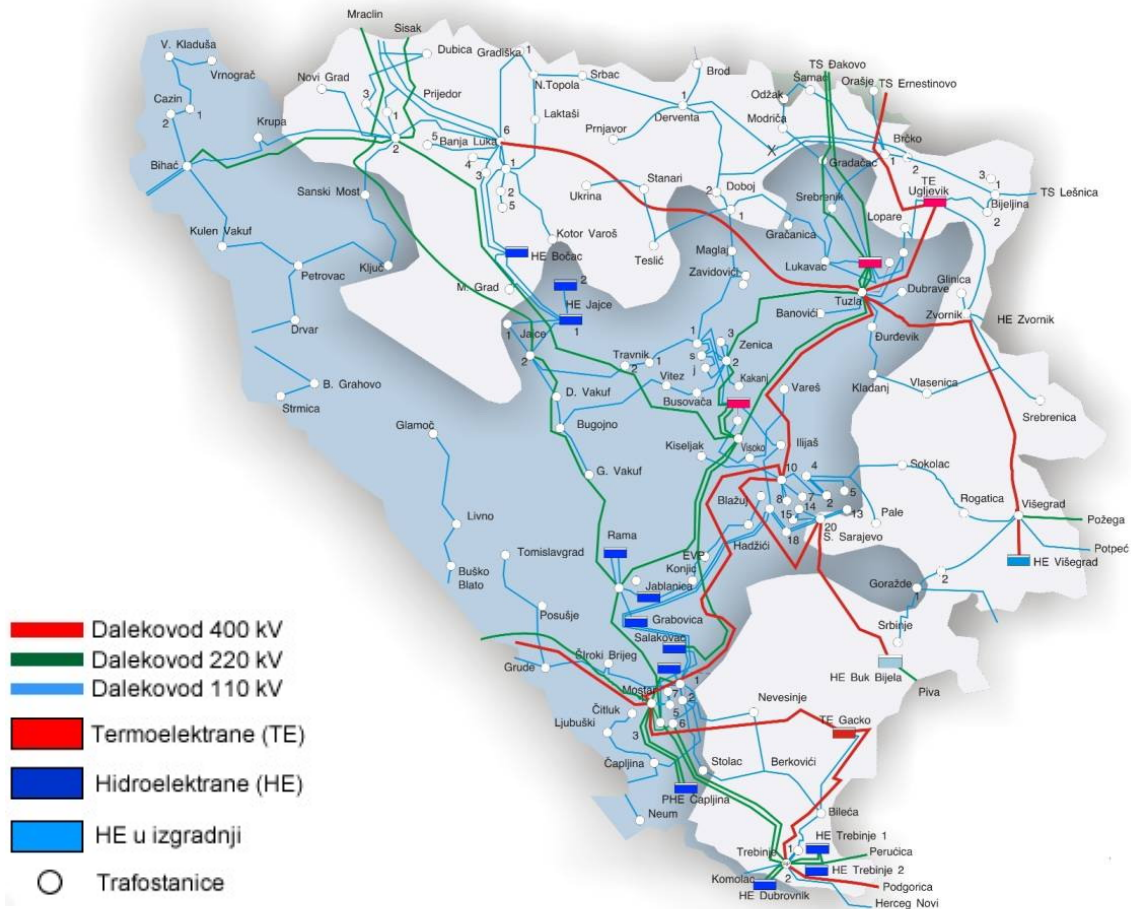 Mraclin
Sisak
V. Kladuša
Vrnograč
Dubica
Gradiška
1
Novi Grad
N.Topola
Srbac
Brod
TS Đakovo
Šamac
Orašje
TS Ernestinovo
Odžak
Cazin
1
2
3
Prijedor
1
Laktaši
1
Derventa
Modriča
Krupa
2
5
Banja Luka
6
Prnjavor
X
Brčko
1
2
Bihać
4
3
1
Gradačac
TE
Ugljevik
3
1
TS Lešnica
Bijeljina
2
Sanski Most
2
5
Ukrina
Stanari
2
Doboj
1
Srebrenik
Lopare
Kulen Vakuf
Kotor Varoš
Teslić
Gračanica
Maglaj
Lukavac
Petrovac
Ključ
HE Bočac
Zavidovići
Tuzla
Dubrave
Glinica
M. Grad
2
HE Jajce
1
Banovići
Zvornik
HE Zvornik
Drvar
1
Jajce
2
Đurđevik
1
3
Zenica
s
2
j
Travnik
2
1
Kladanj
Vlasenica
B. Grahovo
Vitez
Kakanj
Vareš
Strmica
D. Vakuf
Busovača
Srebrenica
Glamoč
Bugojno
Kiseljak
Visoko
Ilijaš
G. Vakuf
10
4
Sokolac
Blažuj
8
7
2
5
14
15
13
Rogatica
Višegrad
Livno
18
20
Pale
Požega
Hadžići
S. Sarajevo
Potpeć
Tomislavgrad
Rama
EVP
Konjic
HE Višegrad
Buško
Blato
Jablanica
Goražde
1
2
Posušje
Grabovica
Srbinje
Dalekovod 400 kV
Salakovac
Dalekovod 220 kV
Grude
Široki Brijeg
HE Buk Bijela
Dalekovod 110 kV
Mostar
1
7
2
5
6
3
Nevesinje
Piva
Čitluk
Ljubuški
TE Gacko
Termoelektrane (TE)
Čapljina
Stolac
Berkovići
Hidroelektrane (HE)
PHE Čapljina
Neum
Bileća
HE u izgradnji
HE Trebinje 1
Trebinje
1
Perućica
2
HE Trebinje 2
Trafostanice
Komolac
HE Dubrovnik
Podgorica
Herceg Novi